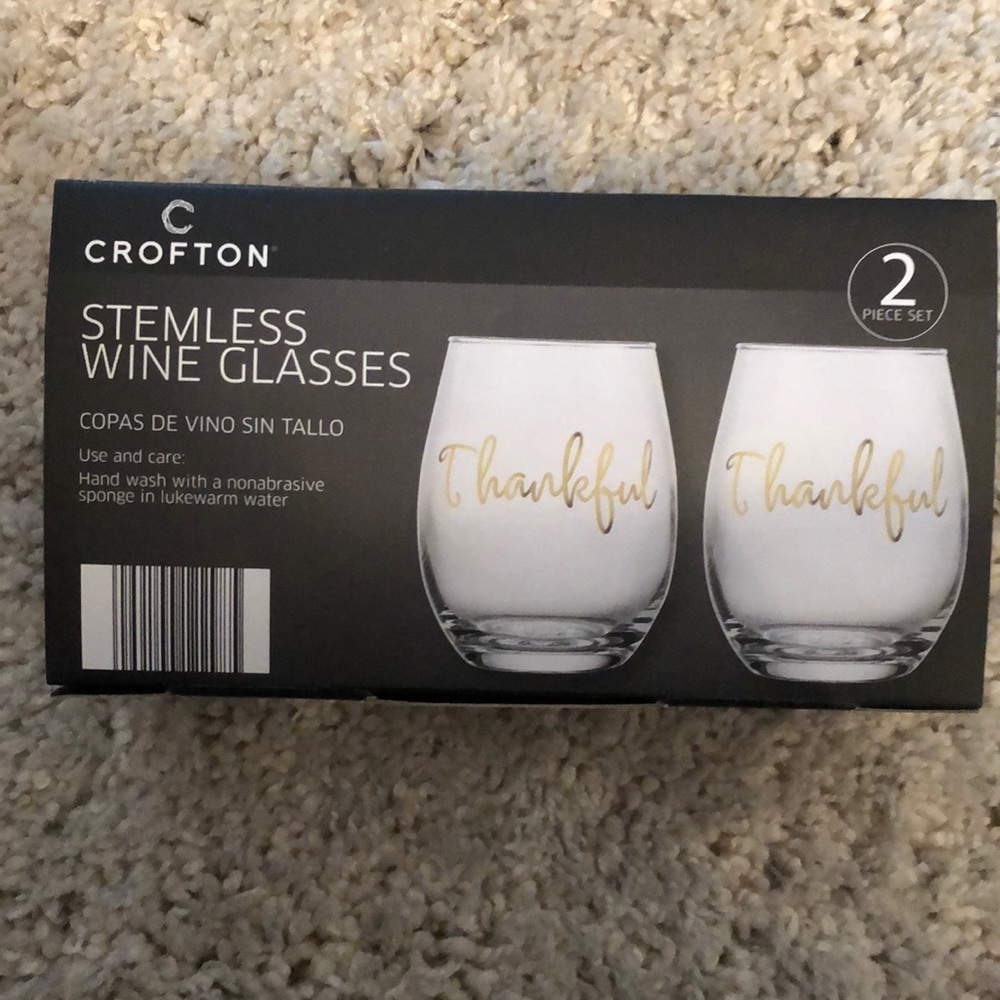 C
CROFTON
2
PIECE SET
STEMLESS
WINE GLASSES
COPAS DE VINO SIN TALLO
Use and care:
Hand wash with a nonabrasive
sponge in lukewarm water
Thankful
Thankful